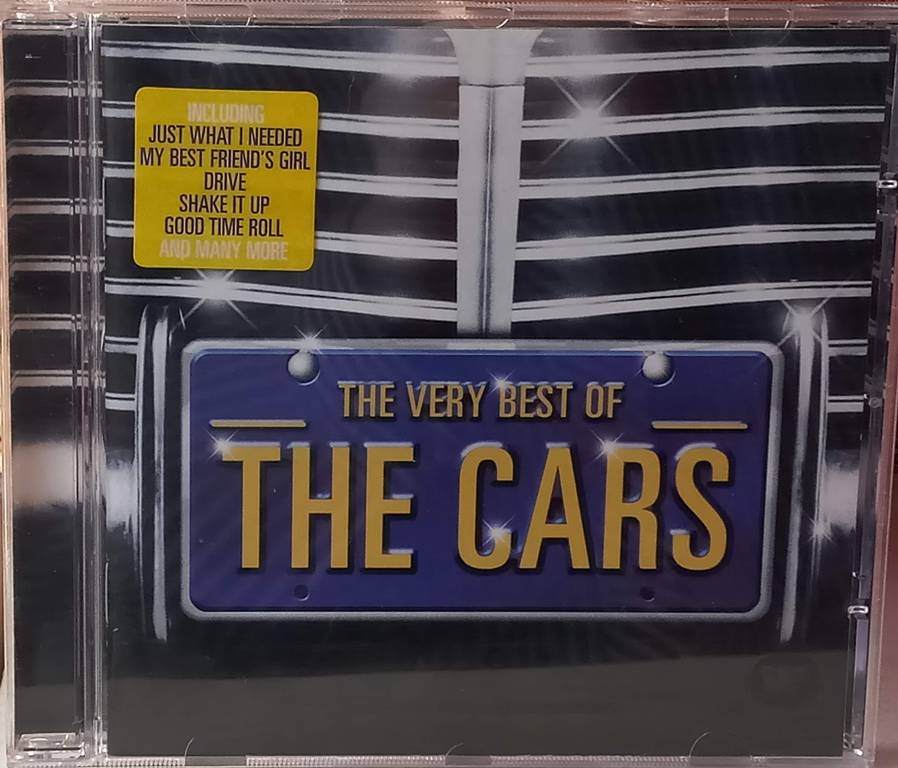 INCLUDING
JUST WHAT I NEEDED
MY BEST FRIEND'S GIRL
DRIVE
SHAKE IT UP
GOOD TIME ROLL
AND MANY MORE
THE VERY BEST OF
THE CARS